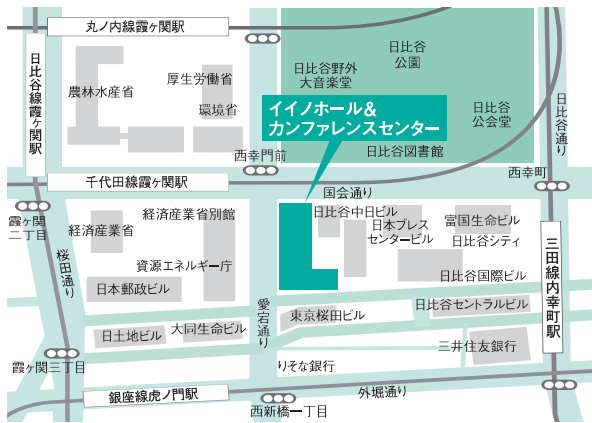 丸ノ内線霞ヶ関駅
日比谷線霞ヶ関駅
農林水産省
厚生労働省
環境省
日比谷
公園
日比谷野外
大音楽堂
日比谷
公会堂
日比谷通り
イイノホール&
カンファレンスセンター
日比谷図書館
西幸門前
千代田線霞ヶ関駅
国会通り
西幸町
霞ヶ関
二丁目
桜田通り
経済産業省
経済産業省別館
資源エネルギー庁
日本郵政ビル
日比谷中日ビル
日本プレス
センタービル
富国生命ビル
日比谷シティ
日比谷国際ビル
三田線内幸町駅
愛宕通り
東京桜田ビル
日比谷セントラルビル
日土地ビル
大同生命ビル
三井住友銀行
霞ヶ関三丁目
りそな銀行
銀座線虎ノ門駅
西新橋一丁目
外堀通り